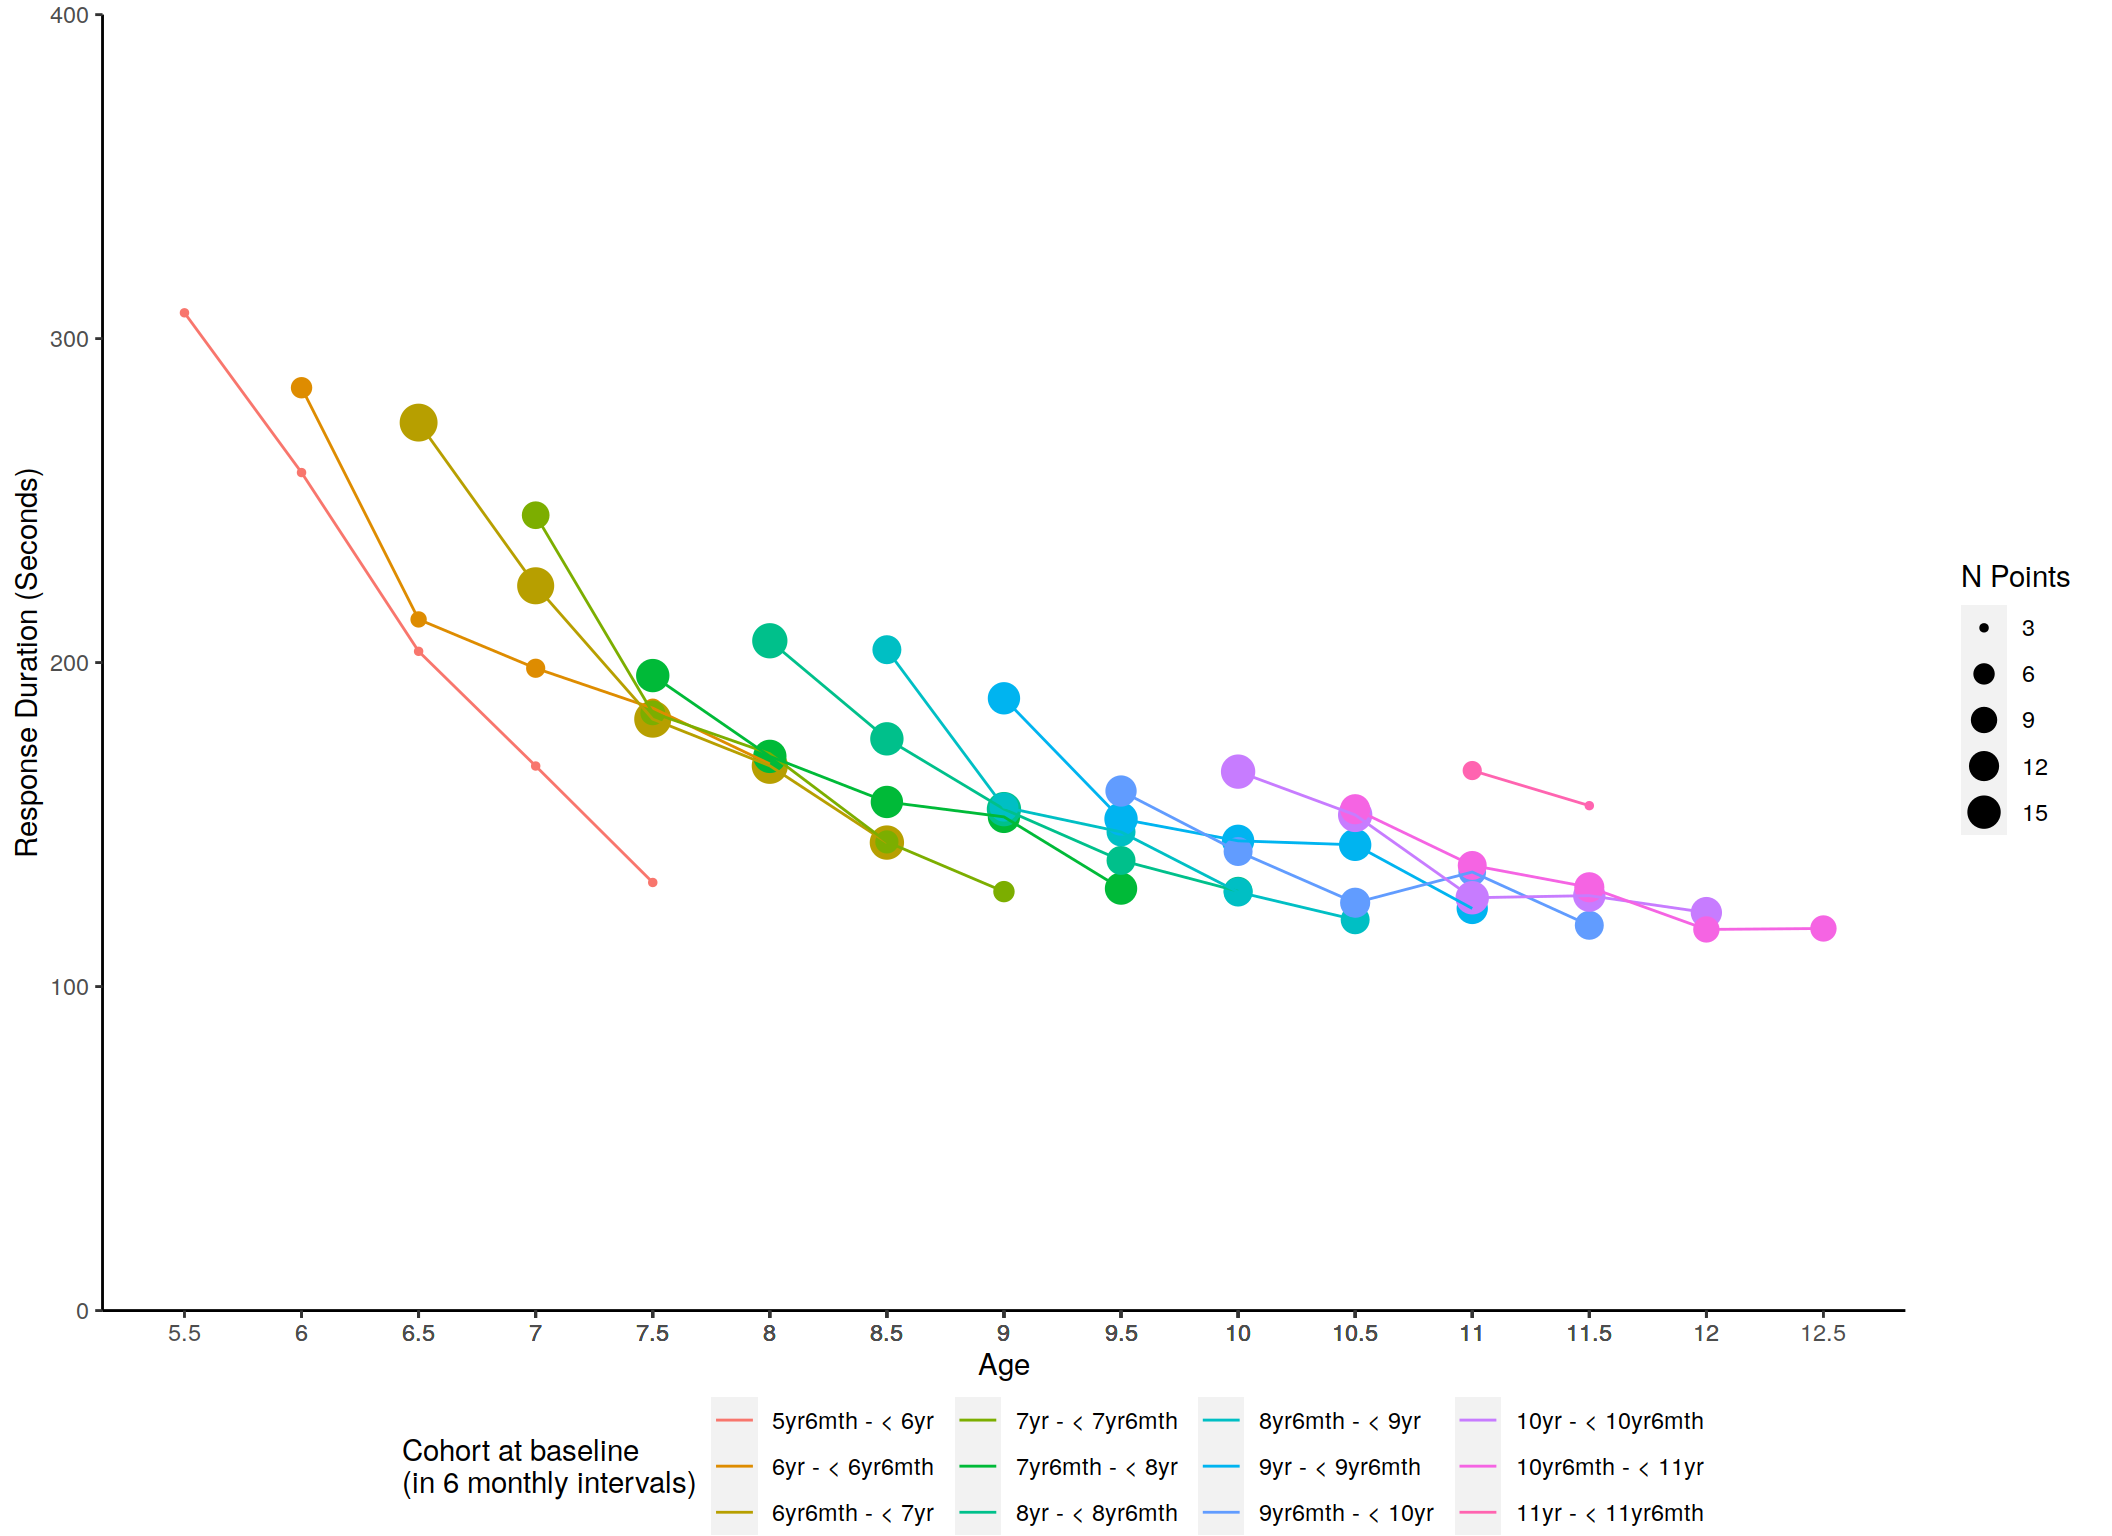 400
300
200
100
0
Response Duration (Seconds)
5.5 6 6.5 7 7.5 8 8.5 9 9.5 10 10.5 11 11.5 12 12.5
Age
N Points
3
6
9
12
15
Cohort at baseline
(in 6 monthly intervals)
5yr6mth - < 6yr
6yr - < 6yr6mth
6yr6mth - < 7yr
7yr - < 7yr6mth
7yr6mth - < 8yr
8yr - < 8yr6mth
8yr6mth - < 9yr
9yr - < 9yr6mth
9yr6mth - < 10yr
10yr - < 10yr6mth
10yr6mth - < 11yr
11yr - < 11yr6mth